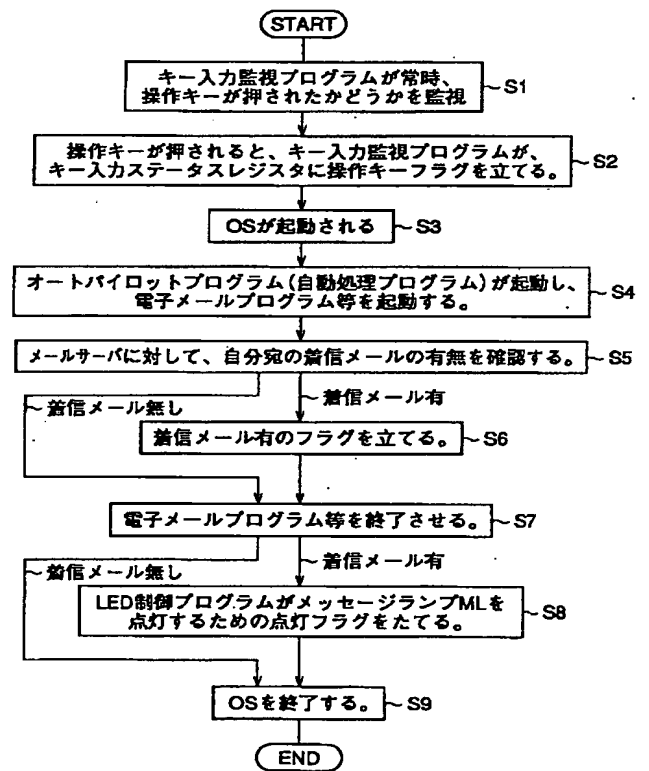 START
キー入力監視プログラムが常時、
操作キーが押されたかどうかを監視
S1
操作キーが押されると、キー入力監視プログラムが、
キー入力ステータスレジスタに操作キーフラグを立てる。
S2
OSが起動される
S3
オートパイロットプログラム(自動処理プログラム)が起動し、
電子メールプログラム等を起動する。
S4
メールサーバに対して、自分宛の着信メールの有無を確認する。
S5
着信メール無し
着信メール有
着信メール有のフラグを立てる。
S6
電子メールプログラム等を終了させる。
S7
着信メール無し
着信メール有
LED制御プログラムがメッセージランプMLを
点灯するための点灯フラグをたてる。
S8
OSを終了する。
S9
END